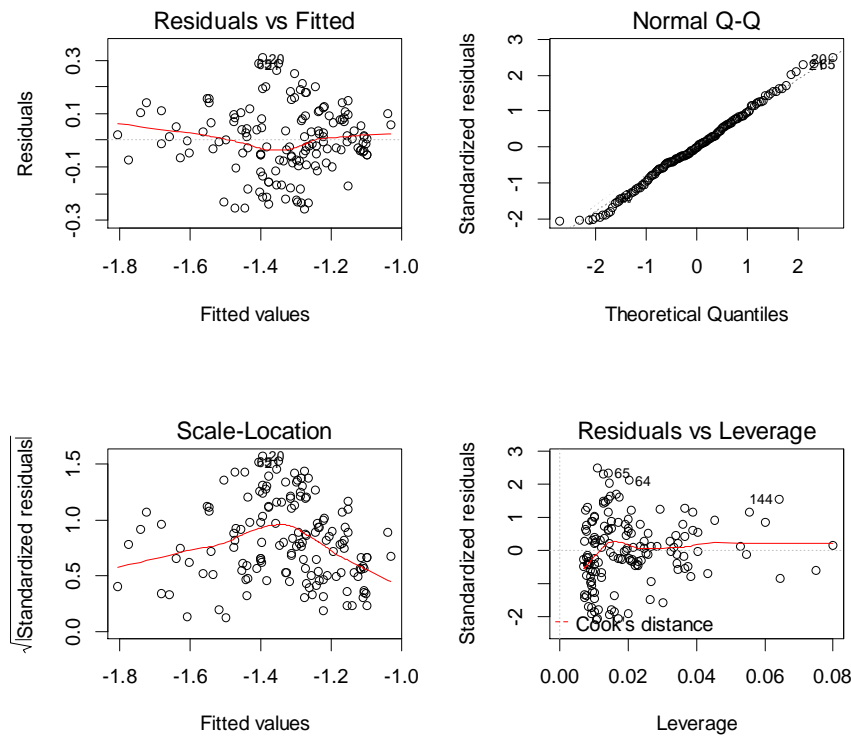 Residuals vs Fitted
Residuals
0.3
0.1
-0.1
-0.3
20
-1.8 -1.6 -1.4 -1.2 -1.0
Fitted values
Normal Q-Q
Standardized residuals
3
2
1
0
-1
-2
-2 -1 0 1 2
Theoretical Quantiles
Scale-Location
√|Standardized residuals|
1.5
1.0
0.5
0.0
20
-1.8 -1.6 -1.4 -1.2 -1.0
Fitted values
Residuals vs Leverage
Standardized residuals
3
2
1
0
-1
-2
65
64
144
Cook's distance
0.00 0.02 0.04 0.06 0.08
Leverage